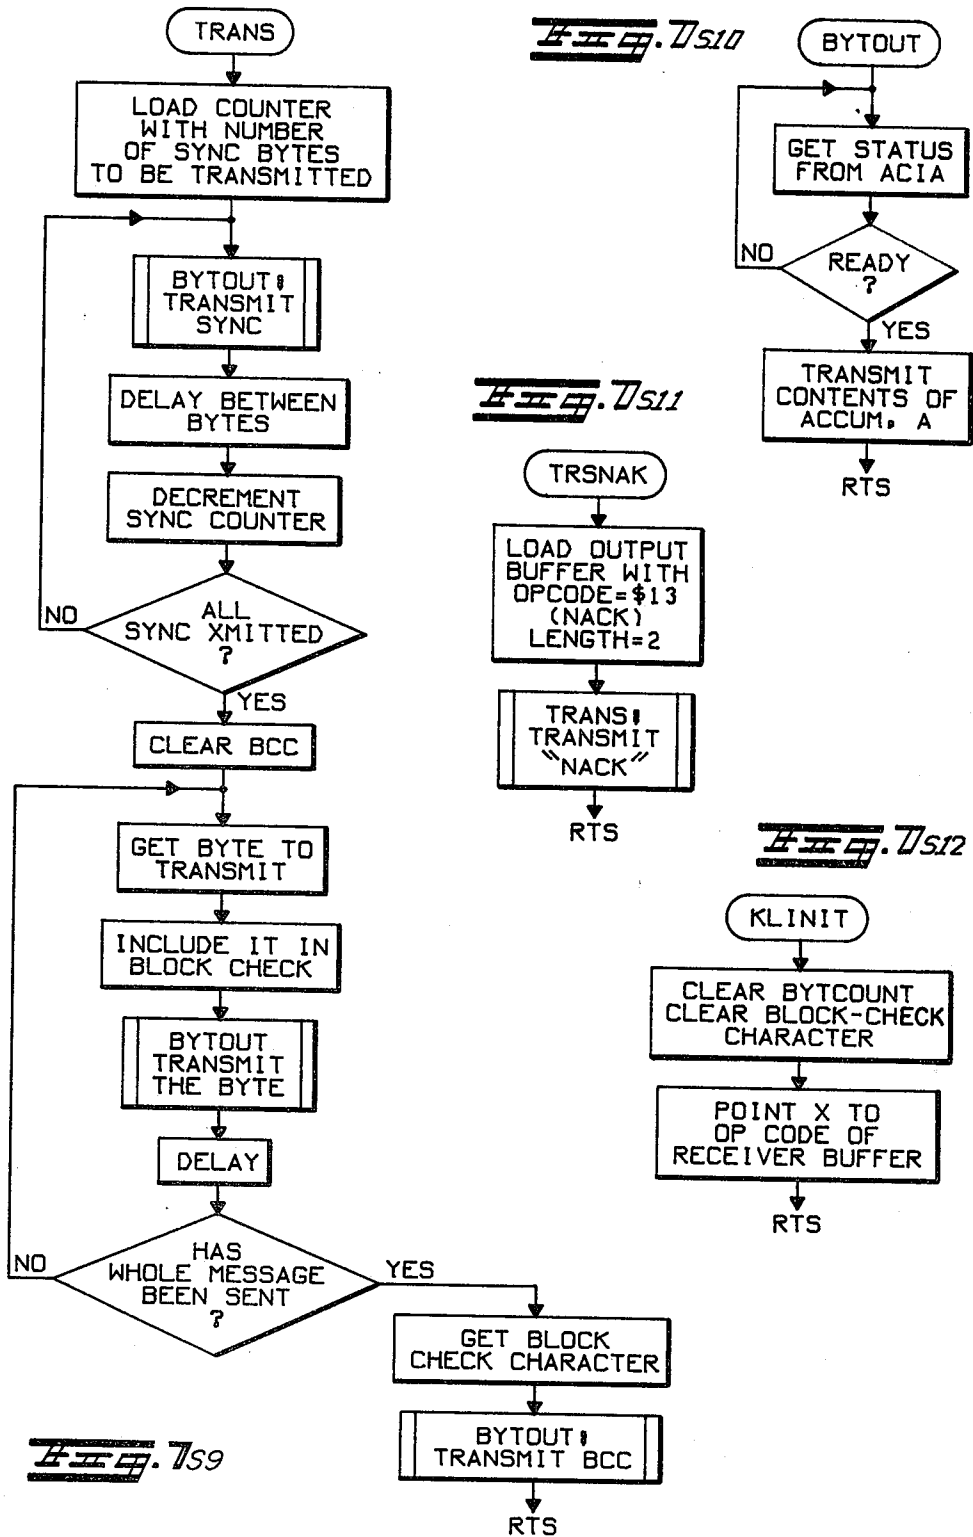 TRANS
LOAD COUNTER
WITH NUMBER
OF SYNC BYTES
TO BE TRANSMITTED
BYTOUT:
TRANSMIT
SYNC
DELAY BETWEEN
BYTES
DECREMENT
SYNC COUNTER
ALL
SYNC XMITTED
?
NO
YES
CLEAR BCC
GET BYTE TO
TRANSMIT
INCLUDE IT IN
BLOCK CHECK
BYTOUT
TRANSMIT
THE BYTE
DELAY
HAS
WHOLE MESSAGE
BEEN SENT
?
NO
YES
GET BLOCK
CHECK CHARACTER
BYTOUT:
TRANSMIT BCC
RTS
Fig. 7S9
Fig. 7S10
BYTOUT
GET STATUS
FROM ACIA
READY
?
NO
YES
TRANSMIT
CONTENTS OF
ACCUM. A
RTS
Fig. 7S11
TRSNAK
LOAD OUTPUT
BUFFER WITH
OPCODE=$13
(NACK)
LENGTH=2
TRANS:
TRANSMIT
"NACK"
RTS
Fig. 7S12
KLINIT
CLEAR BYTCOUNT
CLEAR BLOCK-CHECK
CHARACTER
POINT X TO
OP CODE OF
RECEIVER BUFFER
RTS